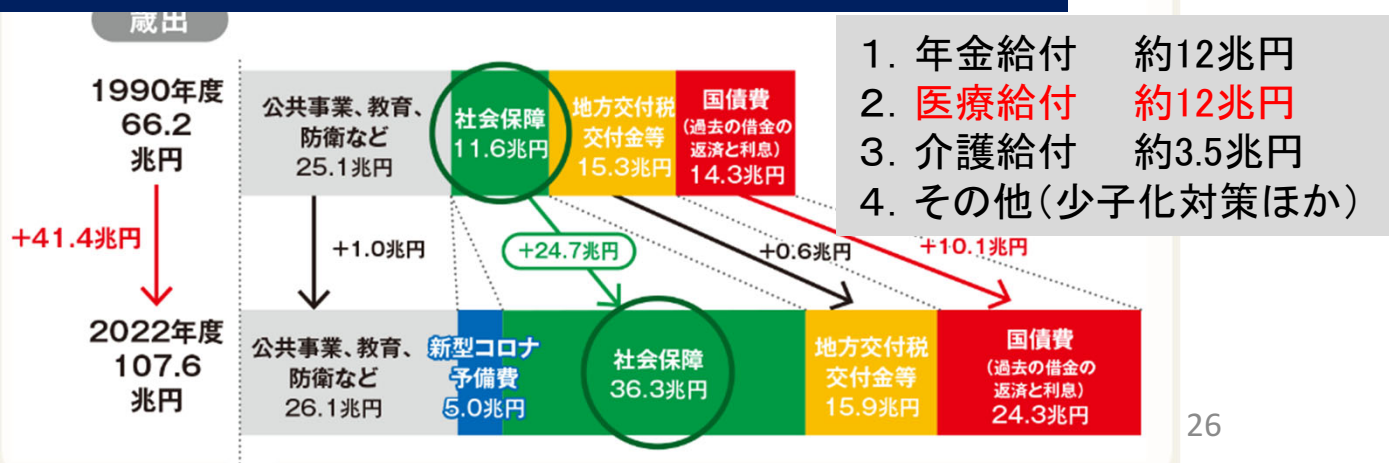 歳出
1. 年金給付 約12兆円
2. 医療給付 約12兆円
3. 介護給付 約3.5兆円
4. その他(少子化対策ほか)
1990年度
66.2
兆円
公共事業、教育、
防衛など
25.1兆円
社会保障
11.6兆円
地方交付税
交付金等
15.3兆円
国債費
(過去の借金の
返済と利息)
14.3兆円
+41.4兆円
+1.0兆円
+24.7兆円
+0.6兆円
+10.1兆円
2022年度
107.6
兆円
公共事業、教育、
防衛など
26.1兆円
新型コロナ
予備費
5.0兆円
社会保障
36.3兆円
地方交付税
交付金等
15.9兆円
国債費
(過去の借金の
返済と利息)
24.3兆円
26